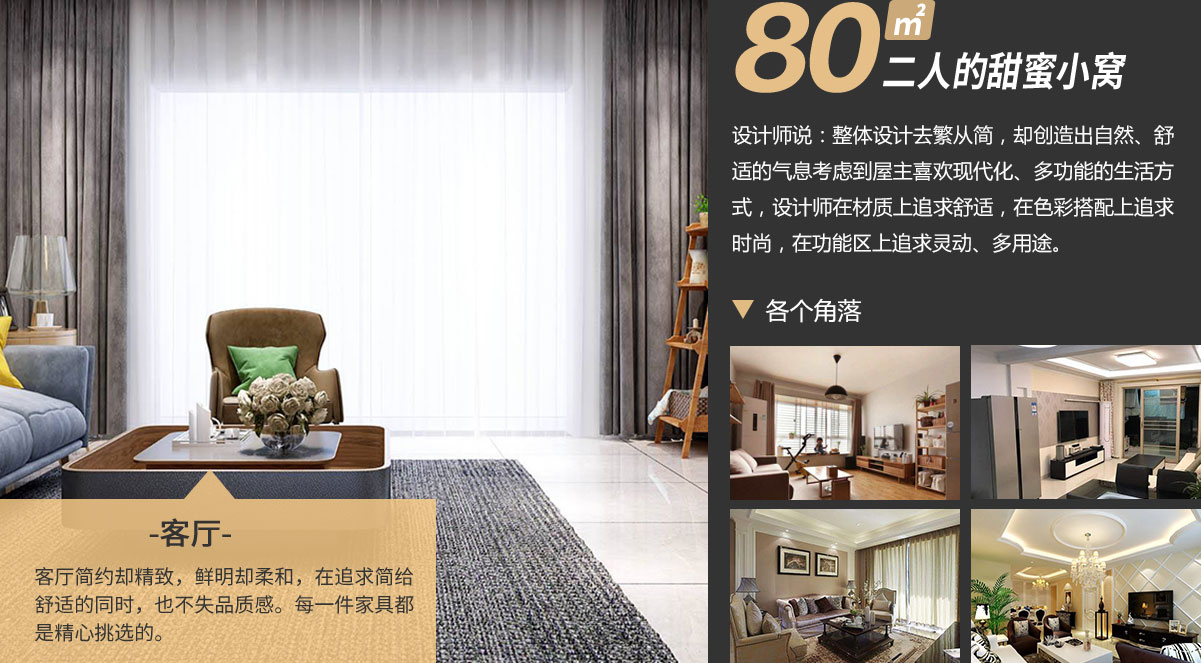 80m²
二人的甜蜜小窝
设计师说：整体设计去繁从简，却创造出自然、舒
适的气息考虑到屋主喜欢现代化、多功能的生活方
式，设计师在材质上追求舒适，在色彩搭配上追求
时尚，在功能区上追求灵动、多用途。
各个角落
-客厅-
客厅简约却精致，鲜明却柔和，在追求简给
舒适的同时，也不失品质感。每一件家具都
是精心挑选的。